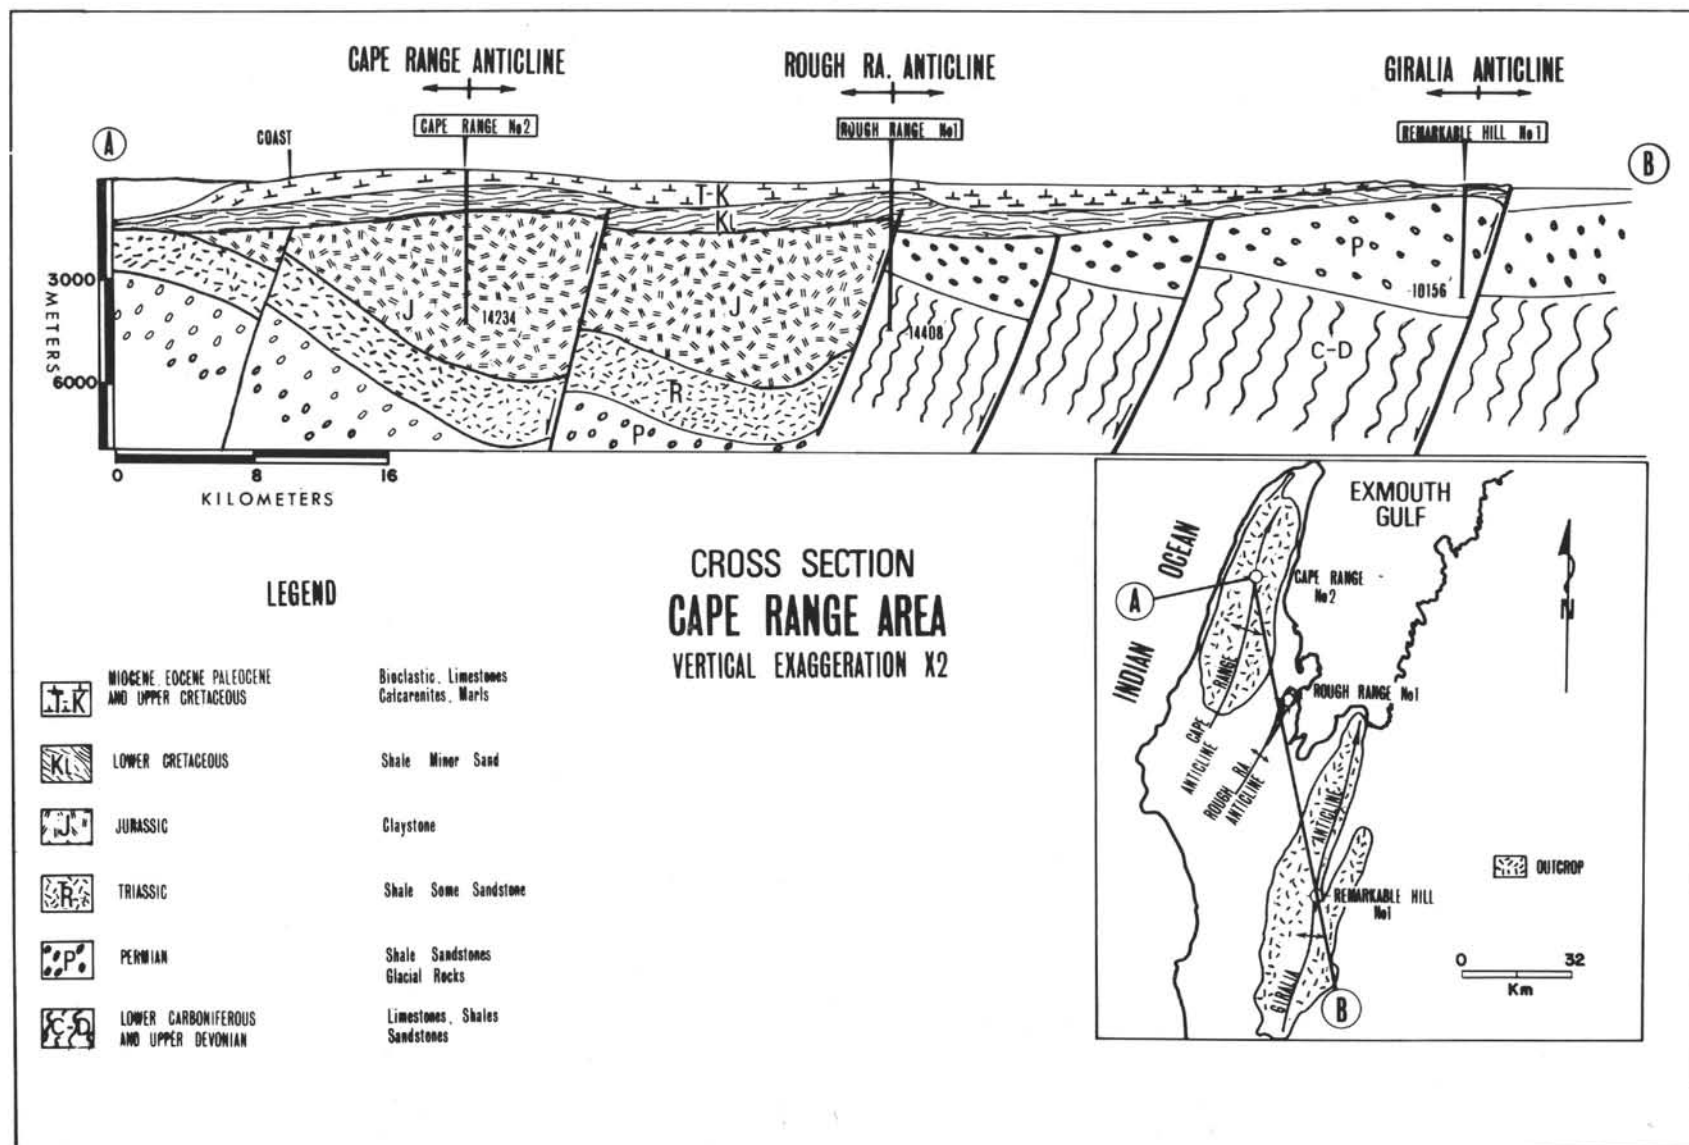 CAPE RANGE ANTICLINE
ROUGH RA. ANTICLINE
GIRALIA ANTICLINE
CAPE RANGE No2
ROUGH RANGE No1
REMARKABLE HILL No1
A
COAST
B
T-K
KL
J
J
P
3000
14234
14408
10156
METERS
C-D
6000
TR
P
0 8 16
KILOMETERS
CROSS SECTION
CAPE RANGE AREA
VERTICAL EXAGGERATION X2
LEGEND
T-K
MIOCENE, EOCENE PALEOCENE
AND UPPER CRETACEOUS
Bioclastic, Limestones
Calcarenites, Marls
KL
LOWER CRETACEOUS
Shale Minor Sand
J
JURASSIC
Claystone
TR
TRIASSIC
Shale Some Sandstone
P
PERMIAN
Shale Sandstones
Glacial Rocks
C-D
LOWER CARBONIFEROUS
AND UPPER DEVONIAN
Limestones, Shales
Sandstones
EXMOUTH
GULF
INDIAN OCEAN
N
A
CAPE RANGE
No2
RANGE
CAPE
ANTICLINE
ROUGH RANGE No1
ROUGH RA
ANTICLINE
ANTICLINE
GIRALIA
OUTCROP
REMARKABLE HILL
No1
0 32
Km
B